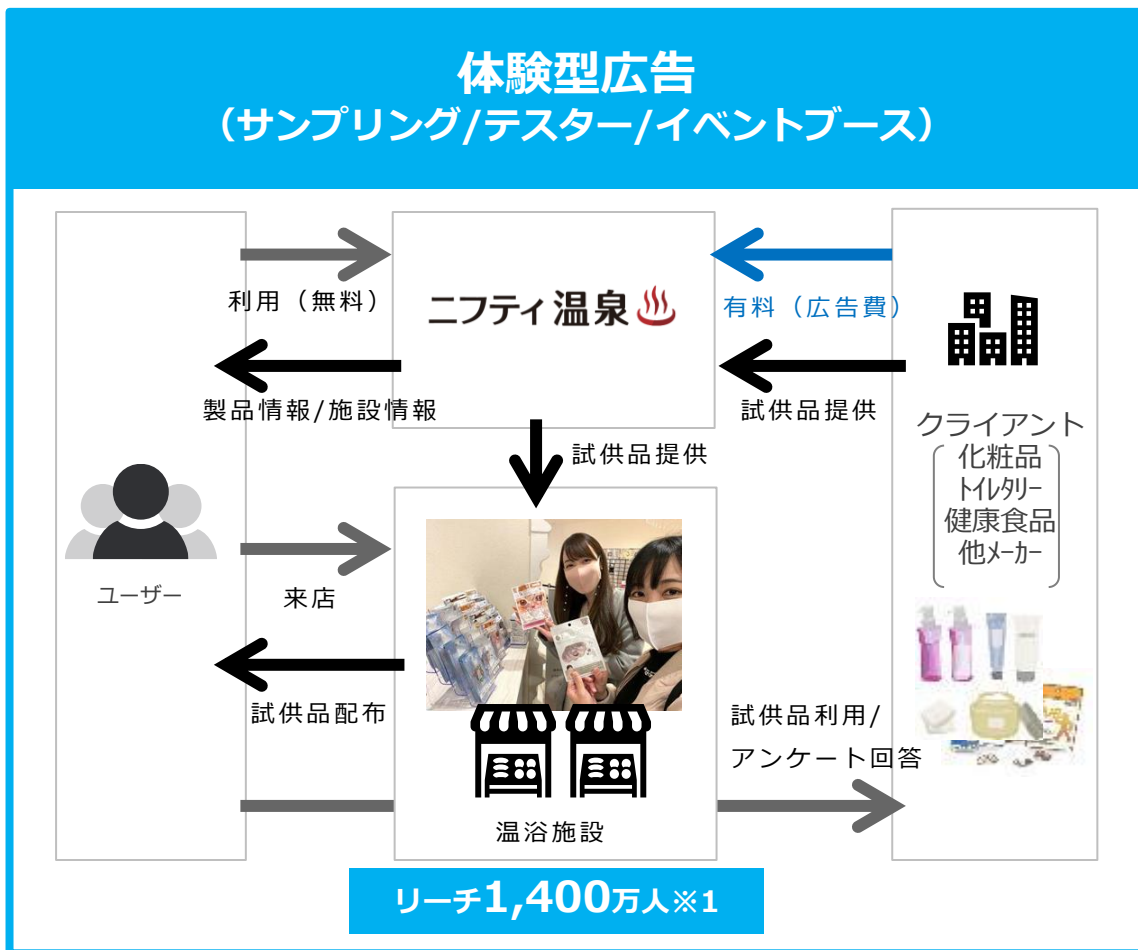 体験型広告
（サンプリング/テスター/イベントブース）
利用（無料）
ニフティ温泉
有料（広告費）
製品情報/施設情報
試供品提供
クライアント
化粧品
トイレタリー
健康食品
他メーカー
試供品提供
ユーザー
来店
試供品配布
試供品利用/
アンケート回答
温浴施設
リーチ1,400万人※1